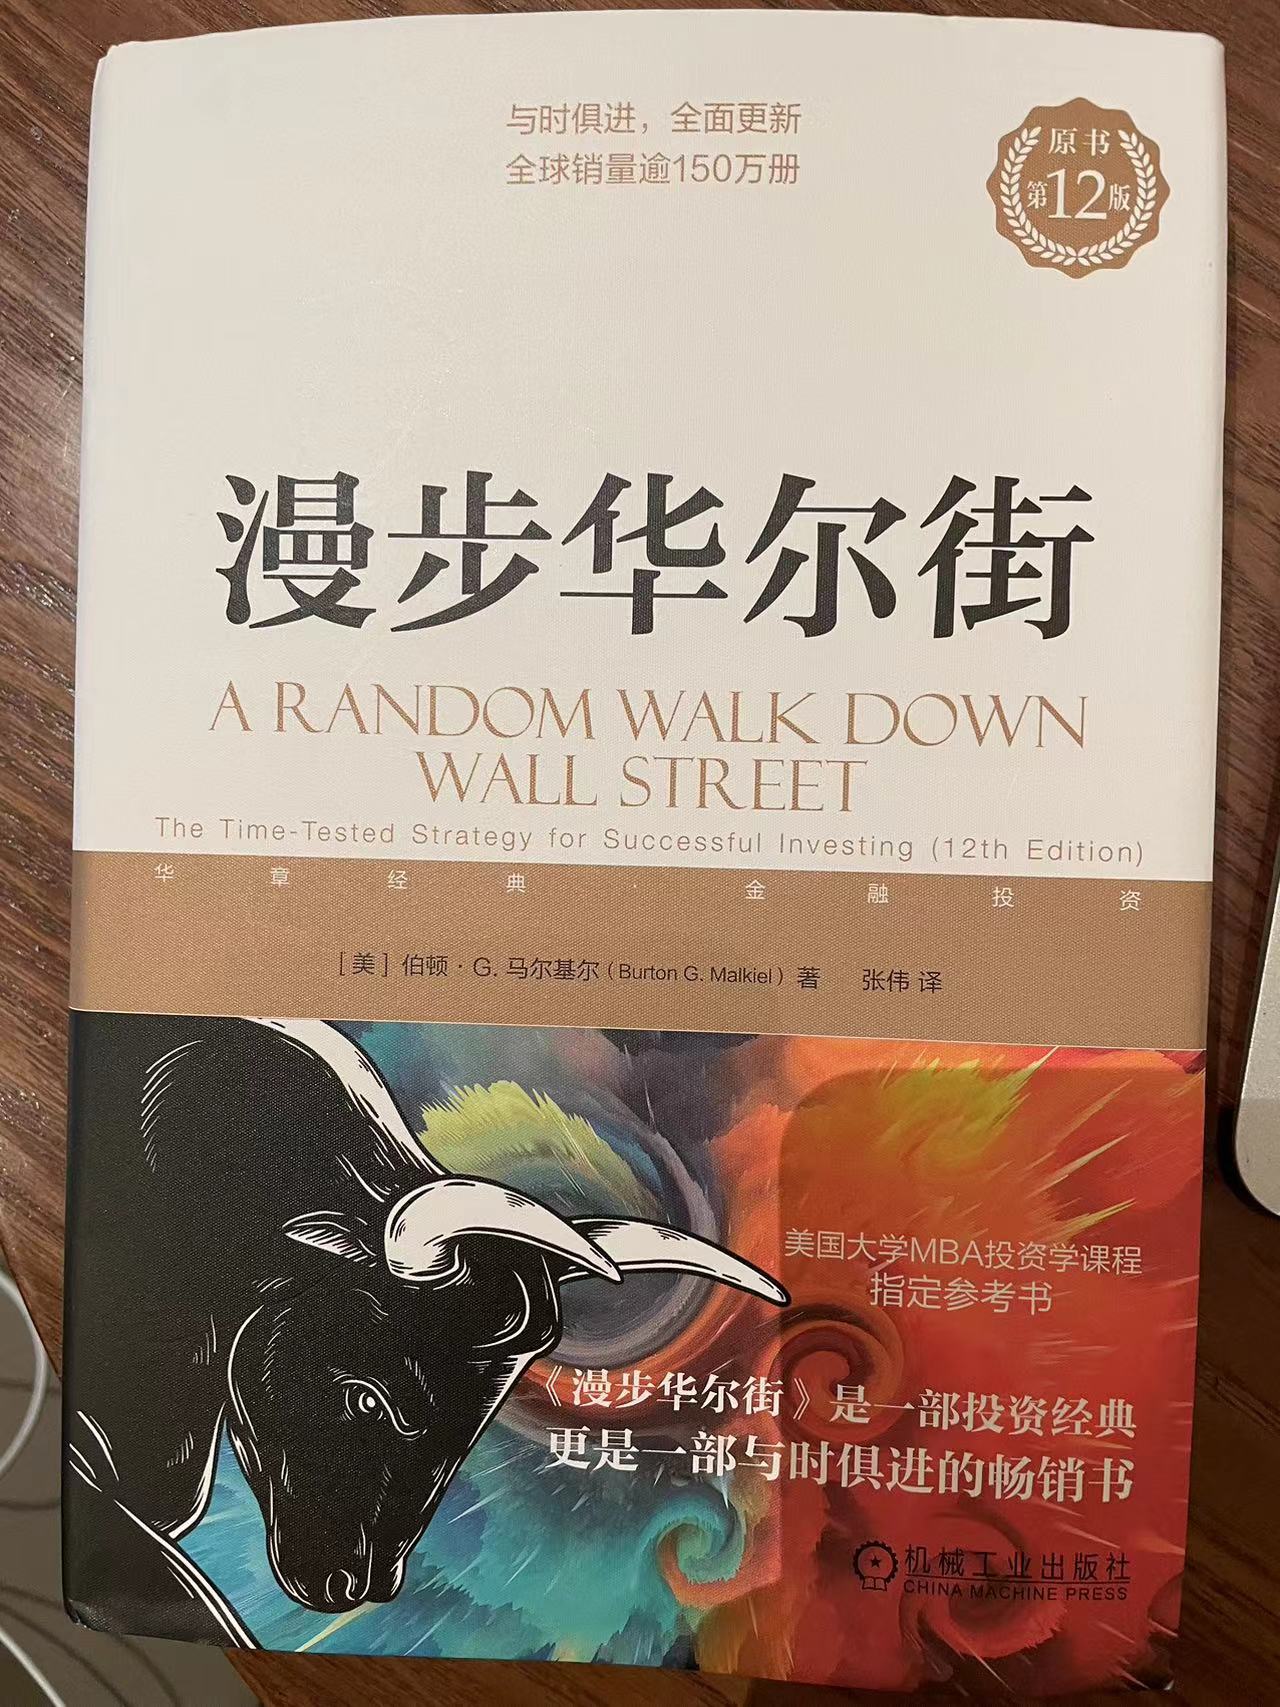 与时俱进，全面更新
全球销量逾150万册
原书
第12版
漫步华尔街
A RANDOM WALK DOWN
WALL STREET
The Time-Tested Strategy for Successful Investing (12th Edition)
华章经典·金融投资
[美] 伯顿·G. 马尔基尔 (Burton G. Malkiel) 著 张伟 译
美国大学MBA投资学课程
指定参考书
《漫步华尔街》是一部投资经典
更是一部与时俱进的畅销书
机械工业出版社
CHINA MACHINE PRESS